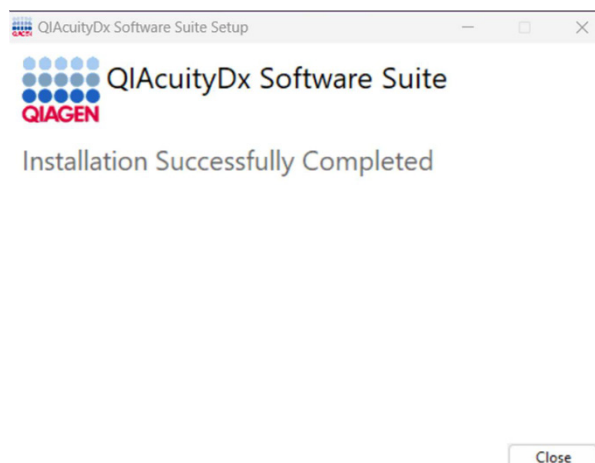 QIAcuityDx Software Suite Setup
QIAcuityDx Software Suite
QIAGEN
Installation Successfully Completed
Close